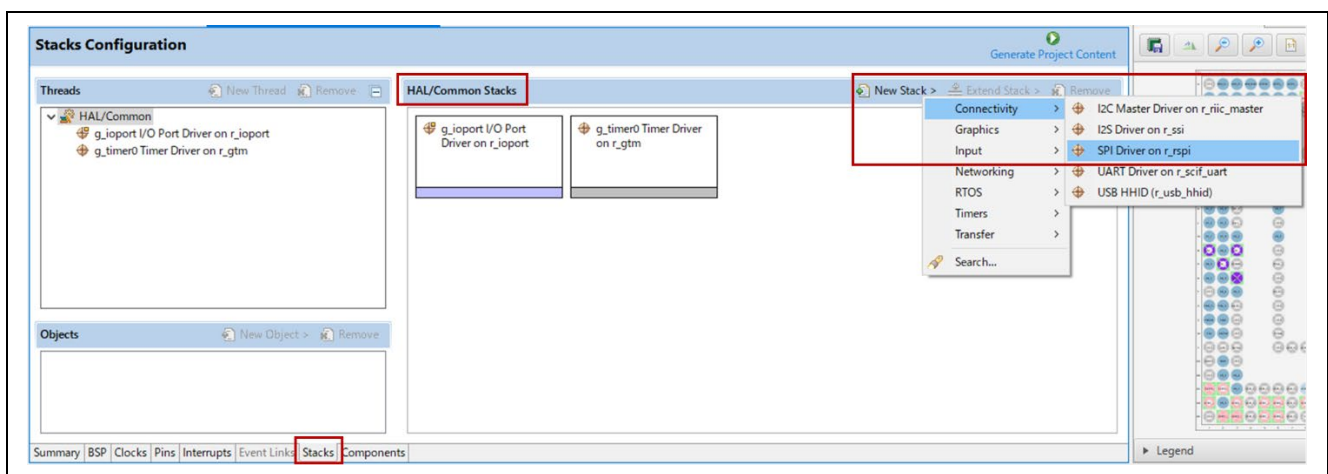 Stacks Configuration
Generate Project Content
Threads
New Thread
Remove
HAL/Common
g_ioport I/O Port Driver on r_ioport
g_timer0 Timer Driver on r_gtm
Objects
New Object >
Remove
HAL/Common Stacks
New Stack >
Extend Stack >
Remove
g_ioport I/O Port
Driver on r_ioport
g_timer0 Timer Driver
on r_gtm
Connectivity >
Graphics >
Input >
Networking >
RTOS >
Timers >
Transfer >
Search...
I2C Master Driver on r_riic_master
I2S Driver on r_ssi
SPI Driver on r_rspi
UART Driver on r_scif_uart
USB HHID (r_usb_hhid)
Summary BSP Clocks Pins Interrupts Event Links Stacks Components
Legend